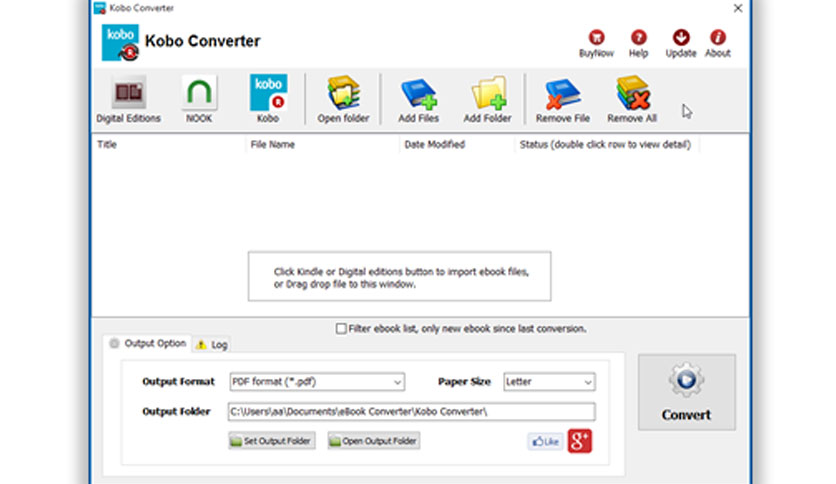 Kobo Converter
kobo
R
Kobo Converter
BuyNow Help Update About
kobo
R
Digital Editions NOOK Kobo Open folder Add Files Add Folder Remove File Remove All
Title File Name Date Modified Status (double click row to view detail)
Click Kindle or Digital editions button to import ebook files,
or Drag drop file to this window.
Filter ebook list, only new ebook since last conversion.
Output Option Log
Output Format PDF format (*.pdf) Paper Size Letter
Output Folder C:\Users\aa\Documents\eBook Converter\Kobo Converter\
Set Output Folder Open Output Folder Like g+
Convert